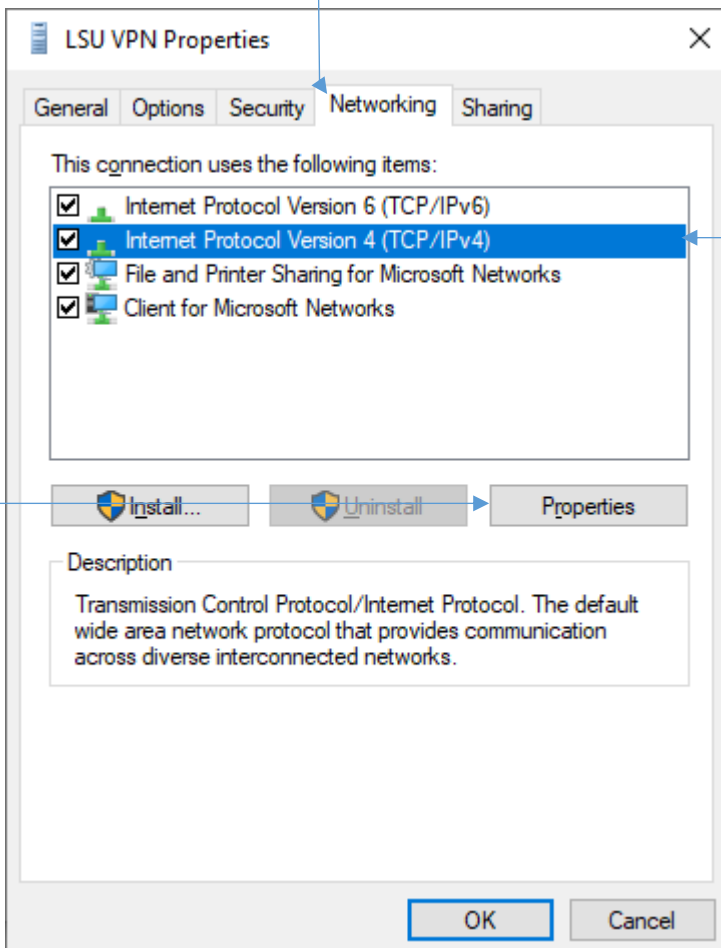 LSU VPN Properties
General Options Security Networking Sharing
This connection uses the following items:
Internet Protocol Version 6 (TCP/IPv6)
Internet Protocol Version 4 (TCP/IPv4)
File and Printer Sharing for Microsoft Networks
Client for Microsoft Networks
Install... Uninstall Properties
Description
Transmission Control Protocol/Internet Protocol. The default
wide area network protocol that provides communication
across diverse interconnected networks.
OK Cancel